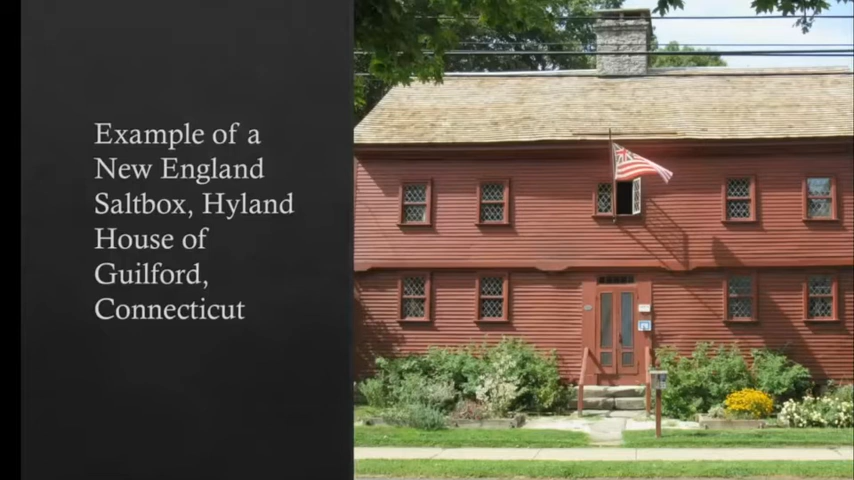 Example of a
New England
Saltbox, Hyland
House of
Guilford,
Connecticut